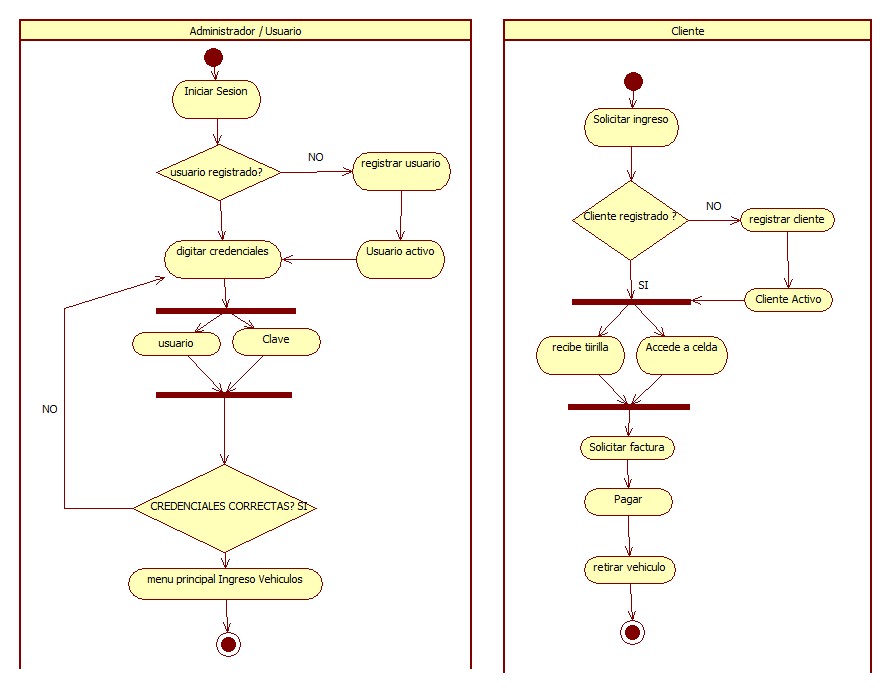 Administrador / Usuario
Iniciar Sesion
usuario registrado?
NO
registrar usuario
digitar credenciales
Usuario activo
usuario
Clave
NO
CREDENCIALES CORRECTAS? SI
menu principal Ingreso Vehiculos
Cliente
Solicitar ingreso
Cliente registrado ?
NO
registrar cliente
SI
Cliente Activo
recibe tiirilla
Accede a celda
Solicitar factura
Pagar
retirar vehiculo